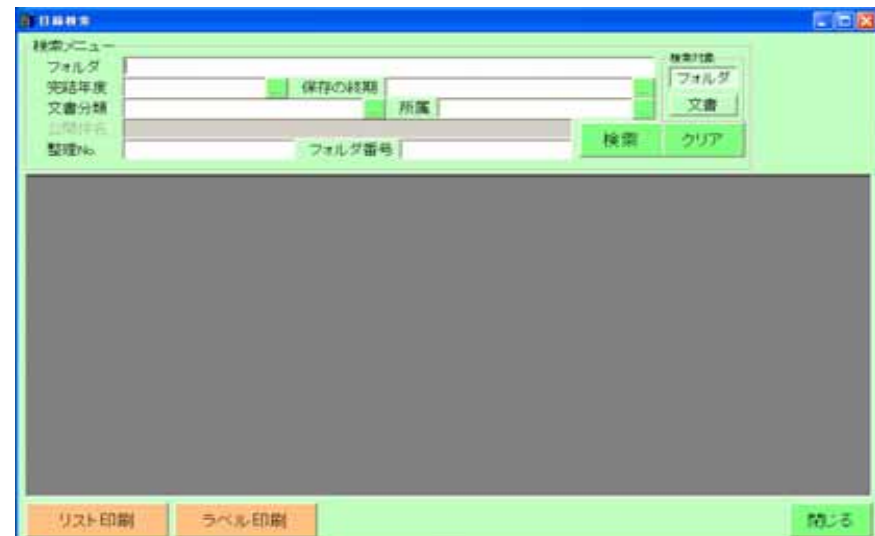 目録検索
検索メニュー
検索対象
フォルダ
フォルダ
完結年度 保存の終期
文書分類 所属
文書
公開件名
検索 クリア
整理No. フォルダ番号
リスト印刷 ラベル印刷 閉じる